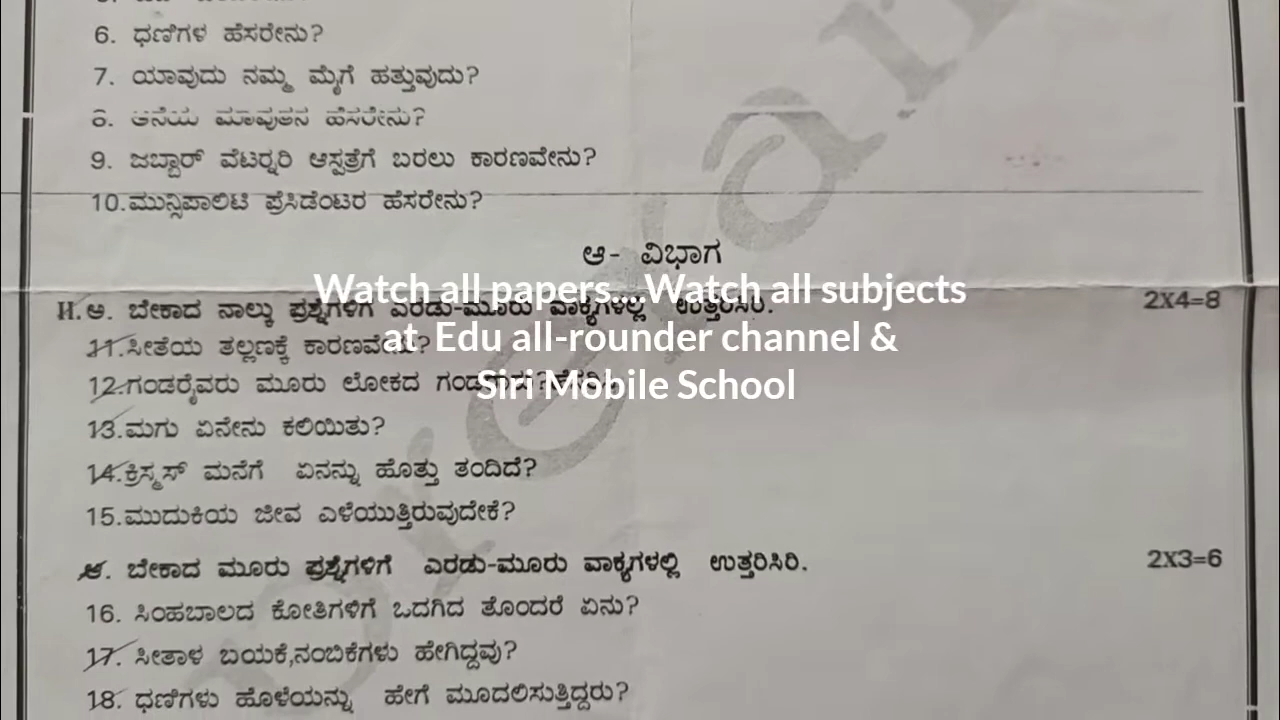 6. ಧಣಿಗಳ ಹೆಸರೇನು?
7. ಯಾವುದು ನಮ್ಮ ಮೈಗೆ ಹತ್ತುವುದು?
8. ಆನೆಯ ಮಾವುತನ ಹೆಸರೇನು?
9. ಜಬ್ಬಾರ್ ವೆಟರ್ನರಿ ಆಸ್ಪತ್ರೆಗೆ ಬರಲು ಕಾರಣವೇನು?
10.ಮುನ್ಸಿಪಾಲಿಟಿ ಪ್ರೆಸಿಡೆಂಟರ ಹೆಸರೇನು?
ಆ- ವಿಭಾಗ
Watch all papers....Watch all subjects
at Edu all-rounder channel &
Siri Mobile School
II.ಅ. ಬೇಕಾದ ನಾಲ್ಕು ಪ್ರಶ್ನೆಗಳಿಗೆ ಎರಡು-ಮೂರು ವಾಕ್ಯಗಳಲ್ಲಿ ಉತ್ತರಿಸಿರಿ. 2X4=8
11.ಸೀತೆಯ ತಲ್ಲಣಕ್ಕೆ ಕಾರಣವೇನು?
12.ಗಂಡರೈವರು ಮೂರು ಲೋಕದ
13.ಮಗು ಏನೇನು ಕಲಿಯಿತು?
14.ಕ್ರಿಸ್ಮಸ್ ಮನೆಗೆ ಏನನ್ನು ಹೊತ್ತು ತಂದಿದೆ?
15.ಮುದುಕಿಯ ಜೀವ ಎಳೆಯುತ್ತಿರುವುದೇಕೆ?
ಆ. ಬೇಕಾದ ಮೂರು ಪ್ರಶ್ನೆಗಳಿಗೆ ಎರಡು-ಮೂರು ವಾಕ್ಯಗಳಲ್ಲಿ ಉತ್ತರಿಸಿರಿ. 2X3=6
16. ಸಿಂಹಬಾಲದ ಕೋತಿಗಳಿಗೆ ಒದಗಿದ ತೊಂದರೆ ಏನು?
17. ಸೀತಾಳ ಬಯಕೆ,ನಂಬಿಕೆಗಳು ಹೇಗಿದ್ದವು?
18. ಧಣಿಗಳು ಹೊಳೆಯನ್ನು ಹೇಗೆ ಮೂದಲಿಸುತ್ತಿದ್ದರು?